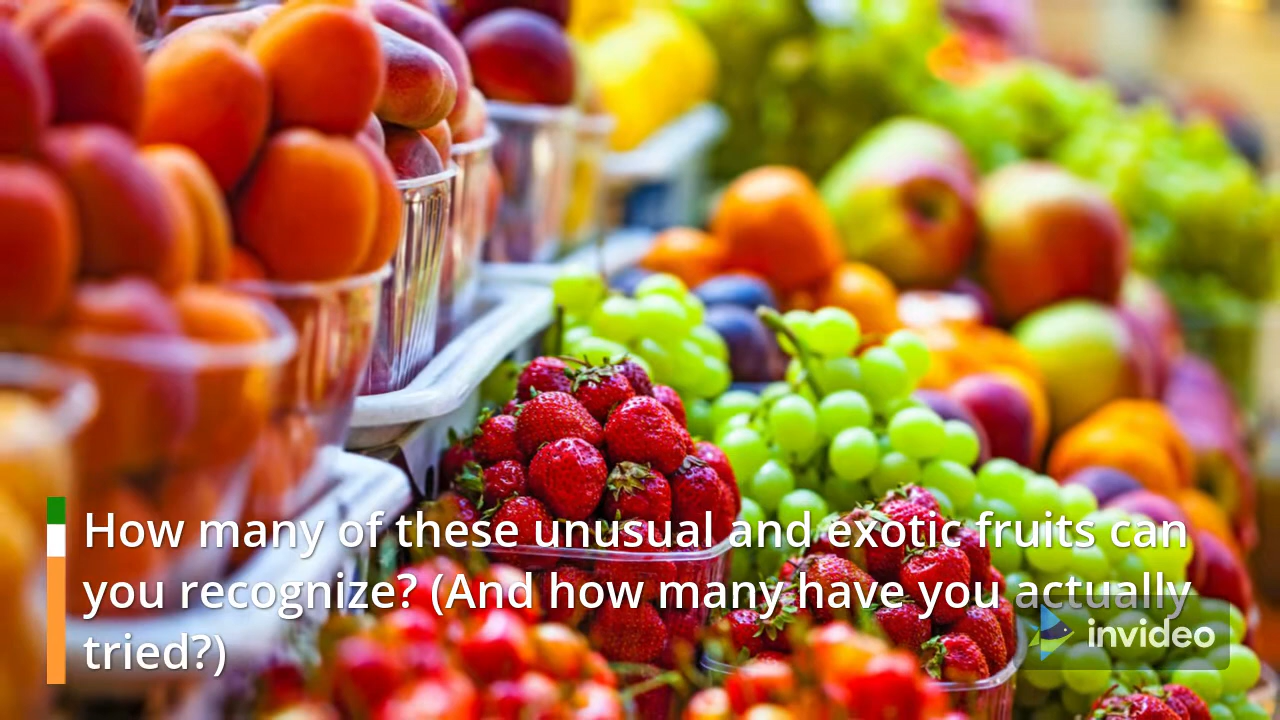 How many of these unusual and exotic fruits can
you recognize? (And how many have you actually
tried?)
invideo